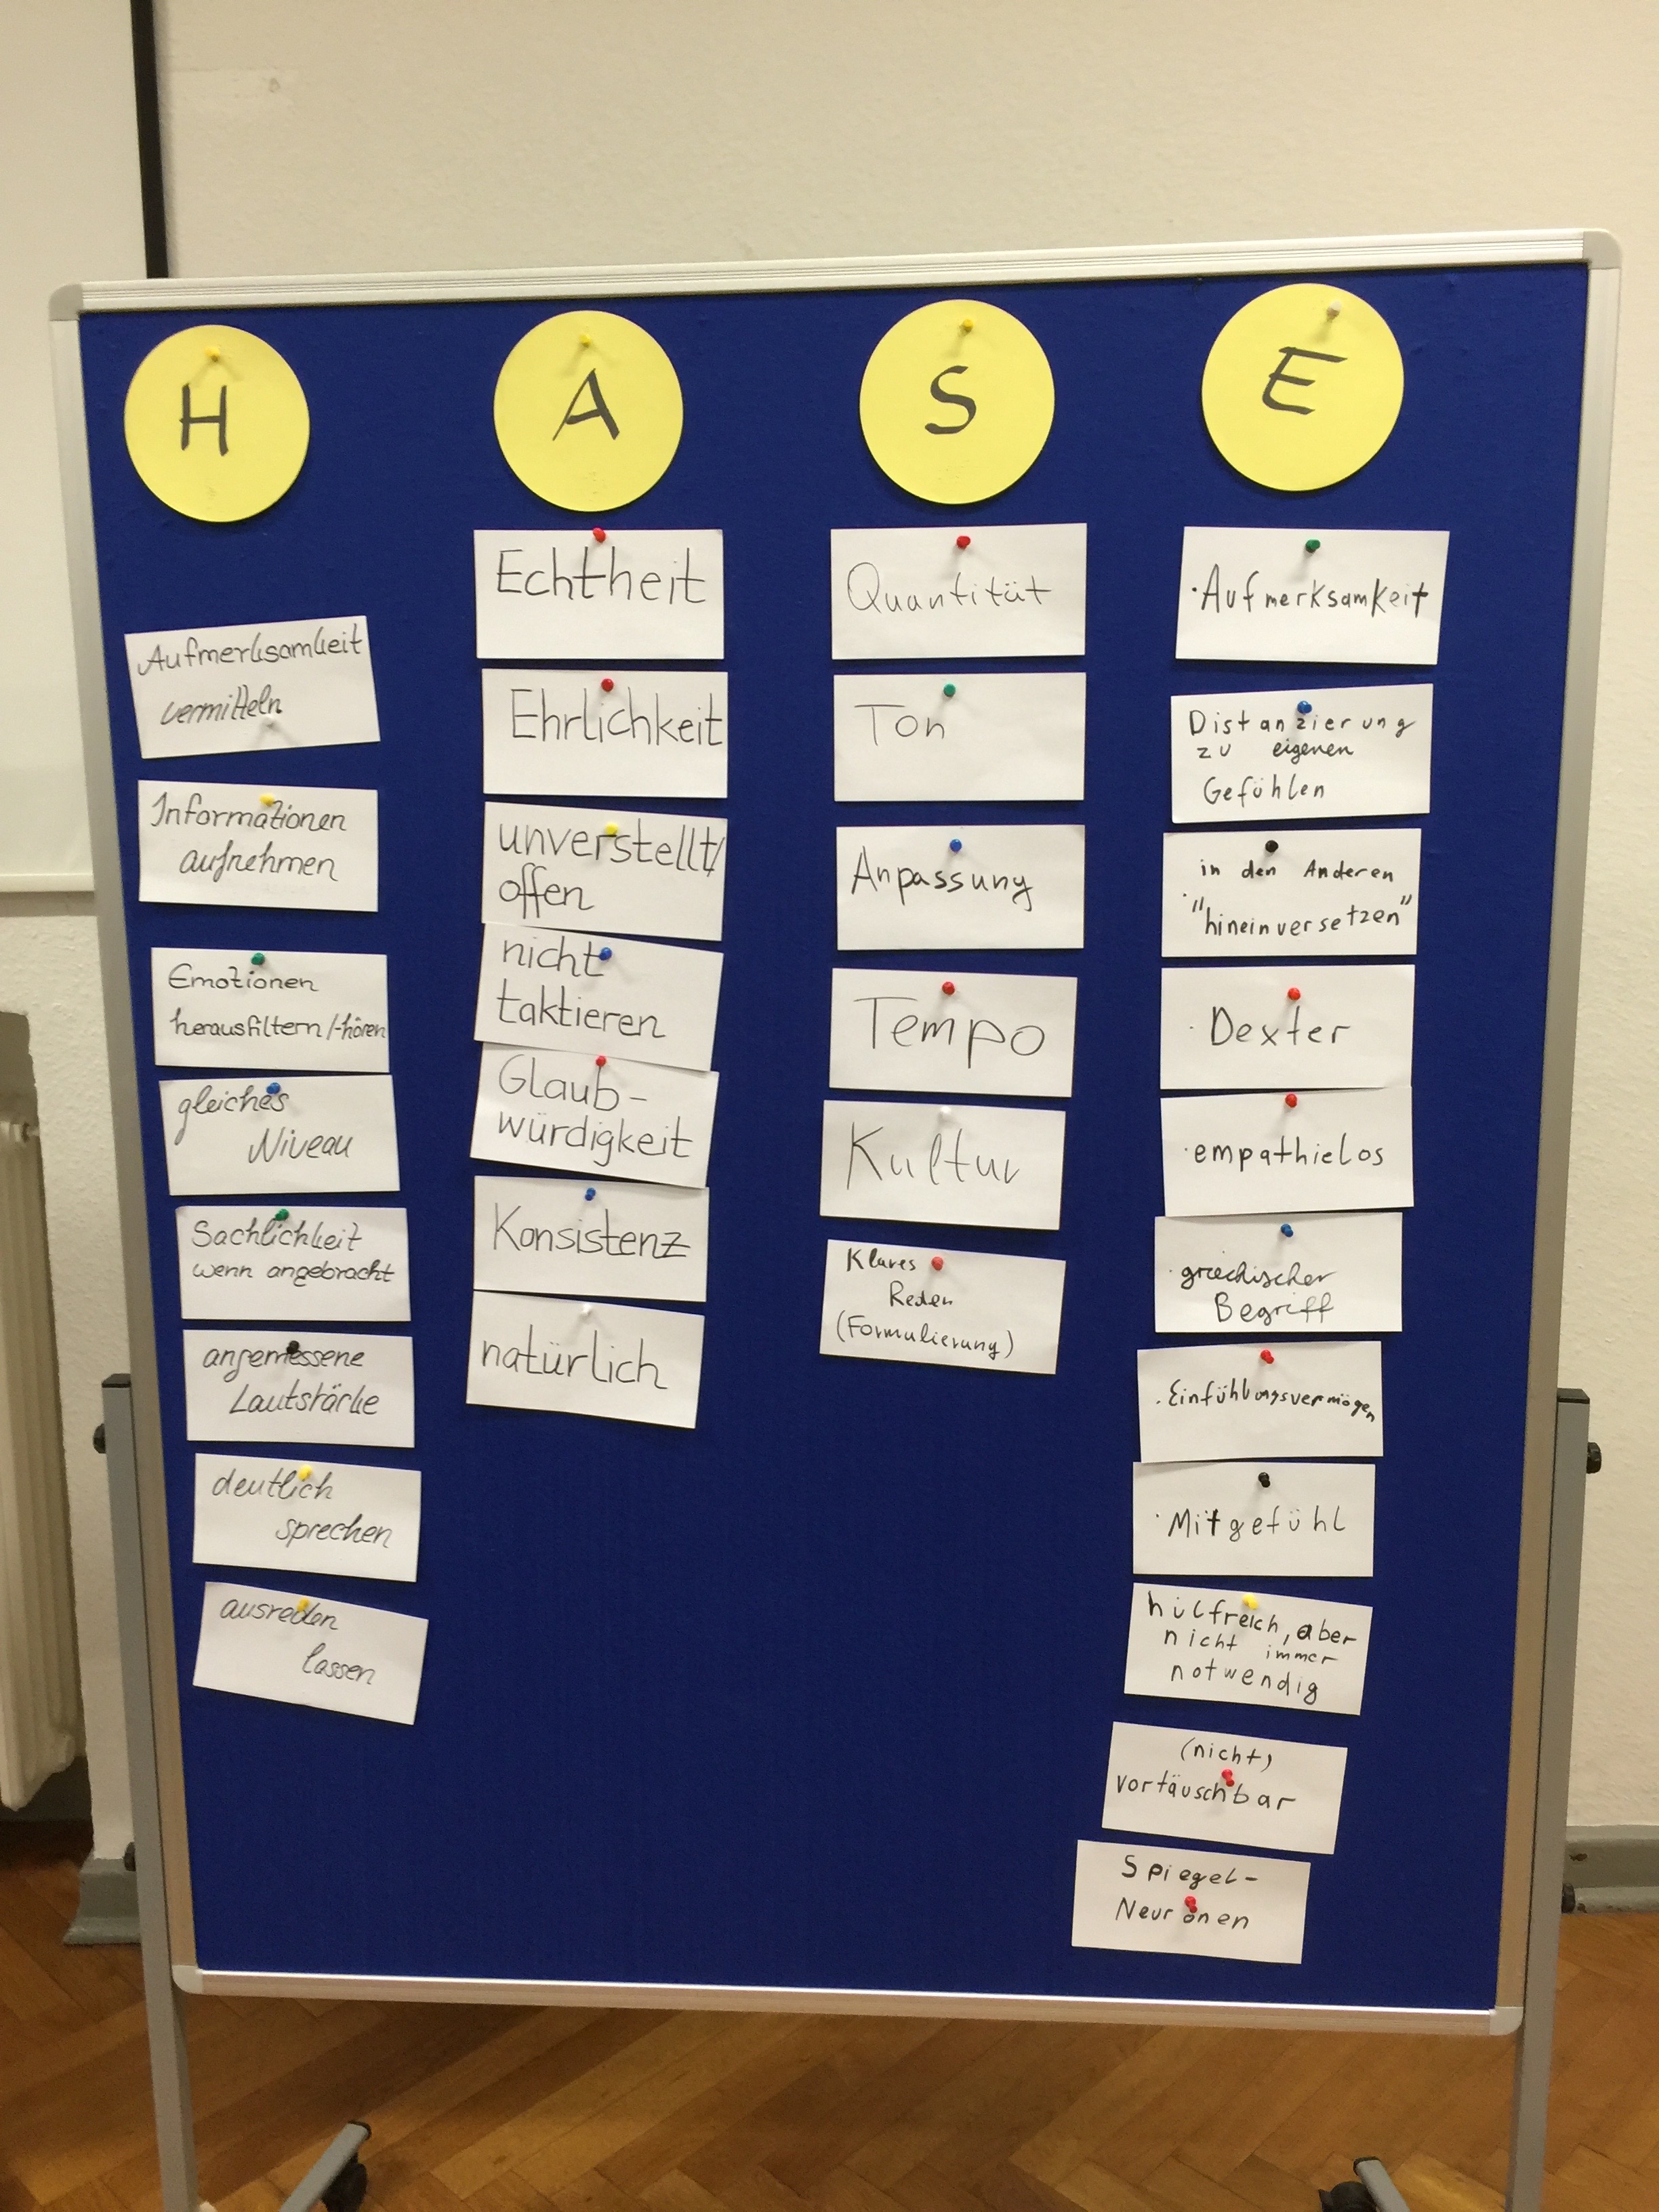 H
Aufmerksamkeit
vermitteln
Informationen
aufnehmen
Emotionen
herausfiltern/-hören
gleiches
Niveau
Sachlichkeit
wenn angebracht
angemessene
Lautstärke
deutlich
sprechen
ausreden
lassen
A
Echtheit
Ehrlichkeit
unverstellt/
offen
nicht
taktieren
Glaub-
würdigkeit
Konsistenz
natürlich
S
Quantität
Ton
Anpassung
Tempo
Kultur
Klares
Reden
(Formulierung)
E
· Aufmerksamkeit
Distanzierung
zu eigenen
Gefühlen
in den Anderen
· "hineinversetzen"
· Dexter
· empathielos
· griechischer
Begriff
· Einfühlungsvermögen
· Mitgefühl
hilfreich, aber
nicht immer
notwendig
(nicht)
vortäuschbar
Spiegel-
Neuronen